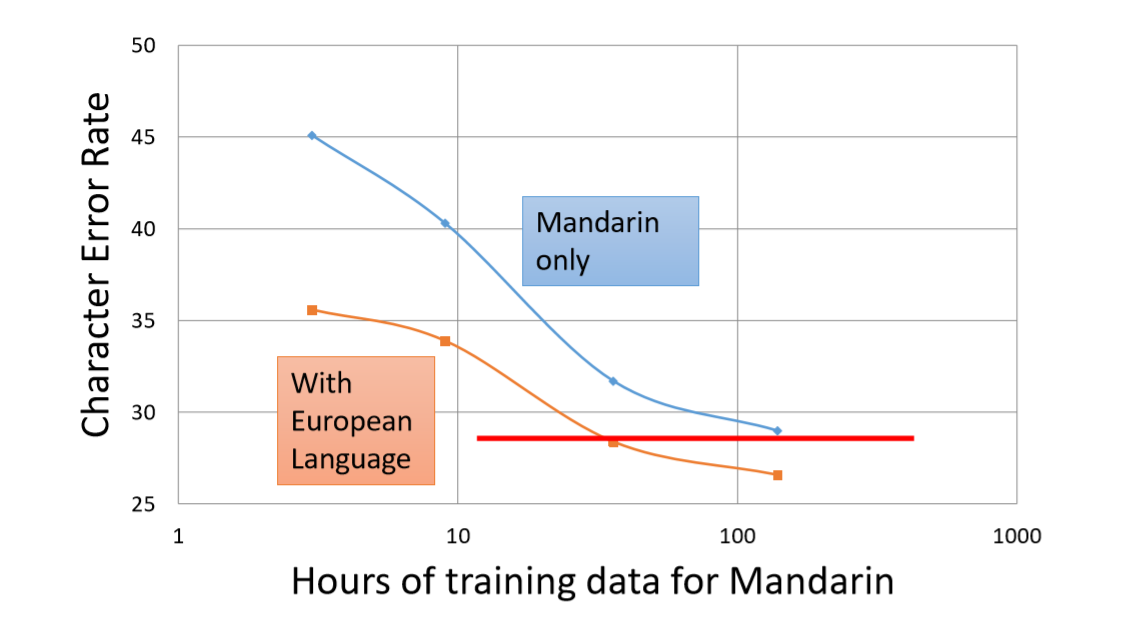 50
45
40
35
30
25
Character Error Rate
Mandarin
only
With
European
Language
1
10
100
1000
Hours of training data for Mandarin